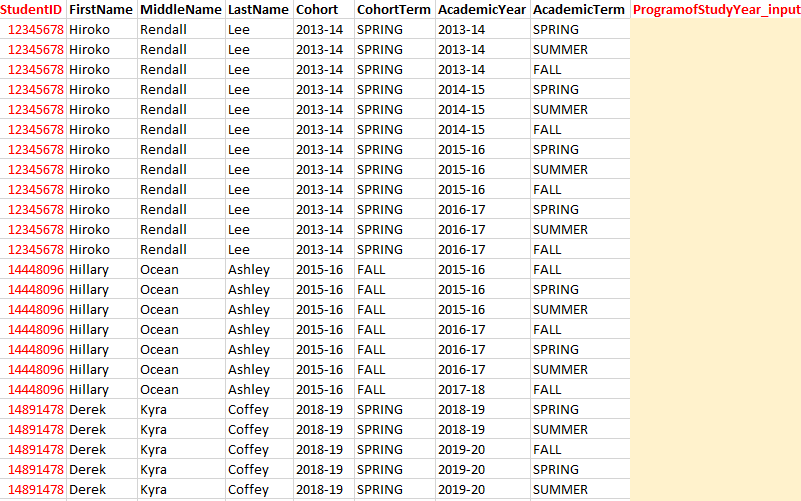 StudentID FirstName MiddleName LastName Cohort CohortTerm AcademicYear AcademicTerm ProgramofStudyYear_input
12345678 Hiroko Rendall Lee 2013-14 SPRING 2013-14 SPRING
12345678 Hiroko Rendall Lee 2013-14 SPRING 2013-14 SUMMER
12345678 Hiroko Rendall Lee 2013-14 SPRING 2013-14 FALL
12345678 Hiroko Rendall Lee 2013-14 SPRING 2014-15 SPRING
12345678 Hiroko Rendall Lee 2013-14 SPRING 2014-15 SUMMER
12345678 Hiroko Rendall Lee 2013-14 SPRING 2014-15 FALL
12345678 Hiroko Rendall Lee 2013-14 SPRING 2015-16 SPRING
12345678 Hiroko Rendall Lee 2013-14 SPRING 2015-16 SUMMER
12345678 Hiroko Rendall Lee 2013-14 SPRING 2015-16 FALL
12345678 Hiroko Rendall Lee 2013-14 SPRING 2016-17 SPRING
12345678 Hiroko Rendall Lee 2013-14 SPRING 2016-17 SUMMER
12345678 Hiroko Rendall Lee 2013-14 SPRING 2016-17 FALL
14448096 Hillary Ocean Ashley 2015-16 FALL 2015-16 FALL
14448096 Hillary Ocean Ashley 2015-16 FALL 2015-16 SPRING
14448096 Hillary Ocean Ashley 2015-16 FALL 2015-16 SUMMER
14448096 Hillary Ocean Ashley 2015-16 FALL 2016-17 FALL
14448096 Hillary Ocean Ashley 2015-16 FALL 2016-17 SPRING
14448096 Hillary Ocean Ashley 2015-16 FALL 2016-17 SUMMER
14448096 Hillary Ocean Ashley 2015-16 FALL 2017-18 FALL
14891478 Derek Kyra Coffey 2018-19 SPRING 2018-19 SPRING
14891478 Derek Kyra Coffey 2018-19 SPRING 2018-19 SUMMER
14891478 Derek Kyra Coffey 2018-19 SPRING 2019-20 FALL
14891478 Derek Kyra Coffey 2018-19 SPRING 2019-20 SPRING
14891478 Derek Kyra Coffey 2018-19 SPRING 2019-20 SUMMER